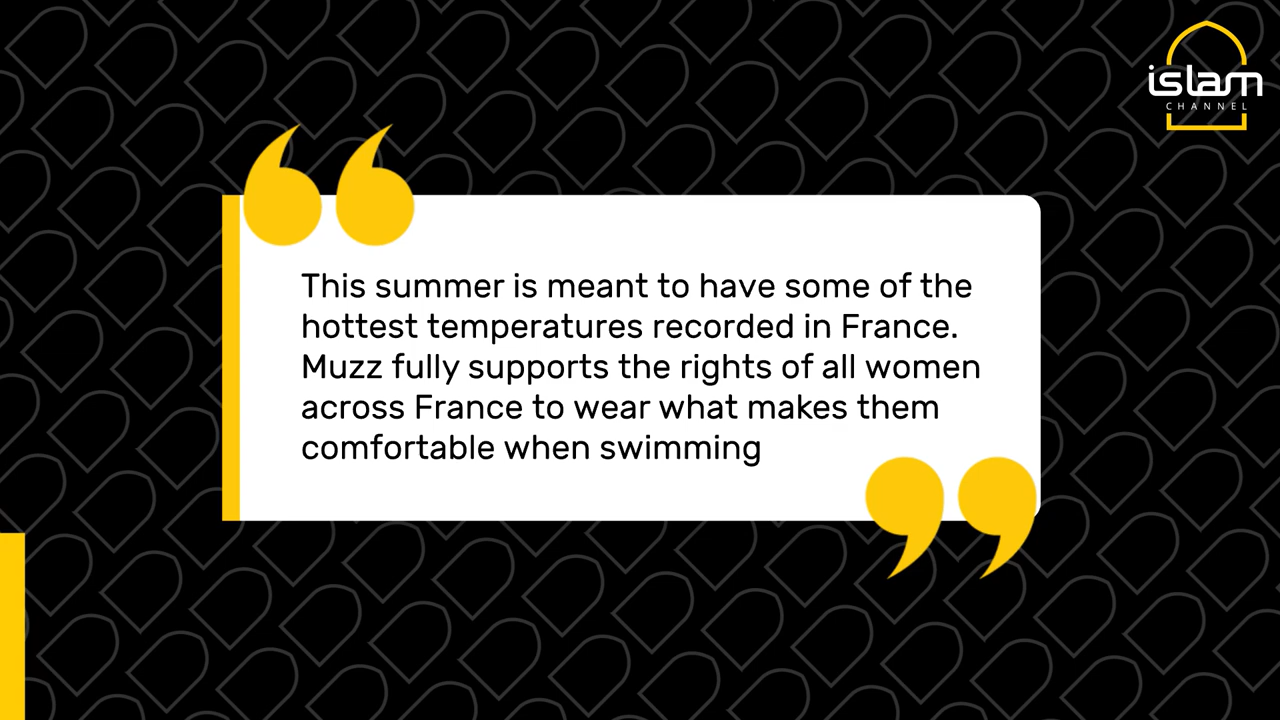 islam
CHANNEL
This summer is meant to have some of the
hottest temperatures recorded in France.
Muzz fully supports the rights of all women
across France to wear what makes them
comfortable when swimming